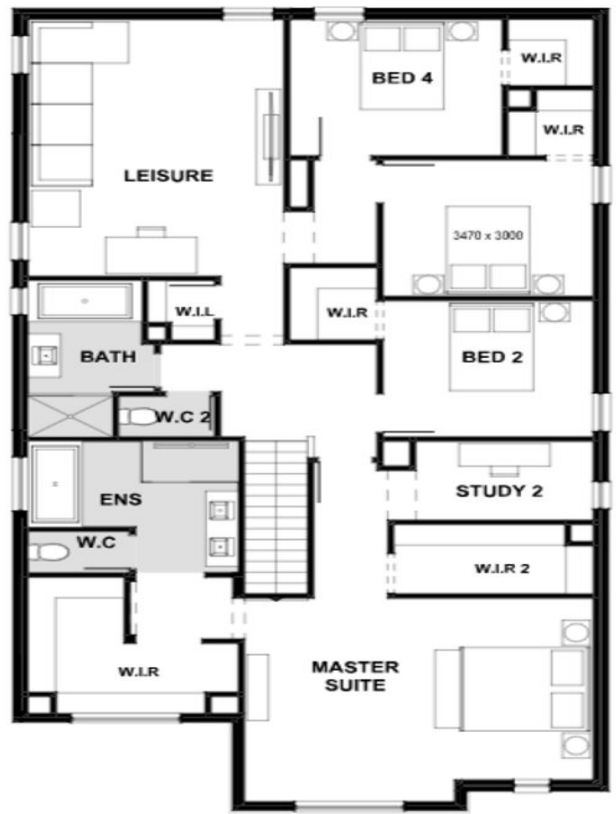 W.I.R
BED 4
W.I.R
LEISURE
3470 x 3000
W.I.L
W.I.R
BATH
BED 2
W.C 2
ENS
STUDY 2
W.C
W.I.R 2
W.I.R
MASTER
SUITE